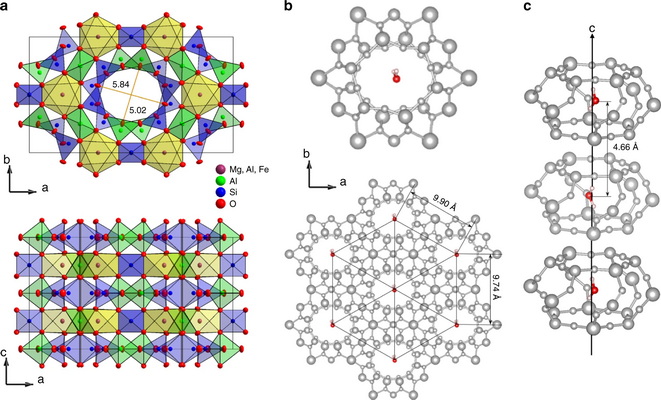 a
5.84
5.02
b
a
Mg, Al, Fe
Al
Si
O
c
a
b
b
a
9.90 Å
9.74 Å
c
c
4.66 Å